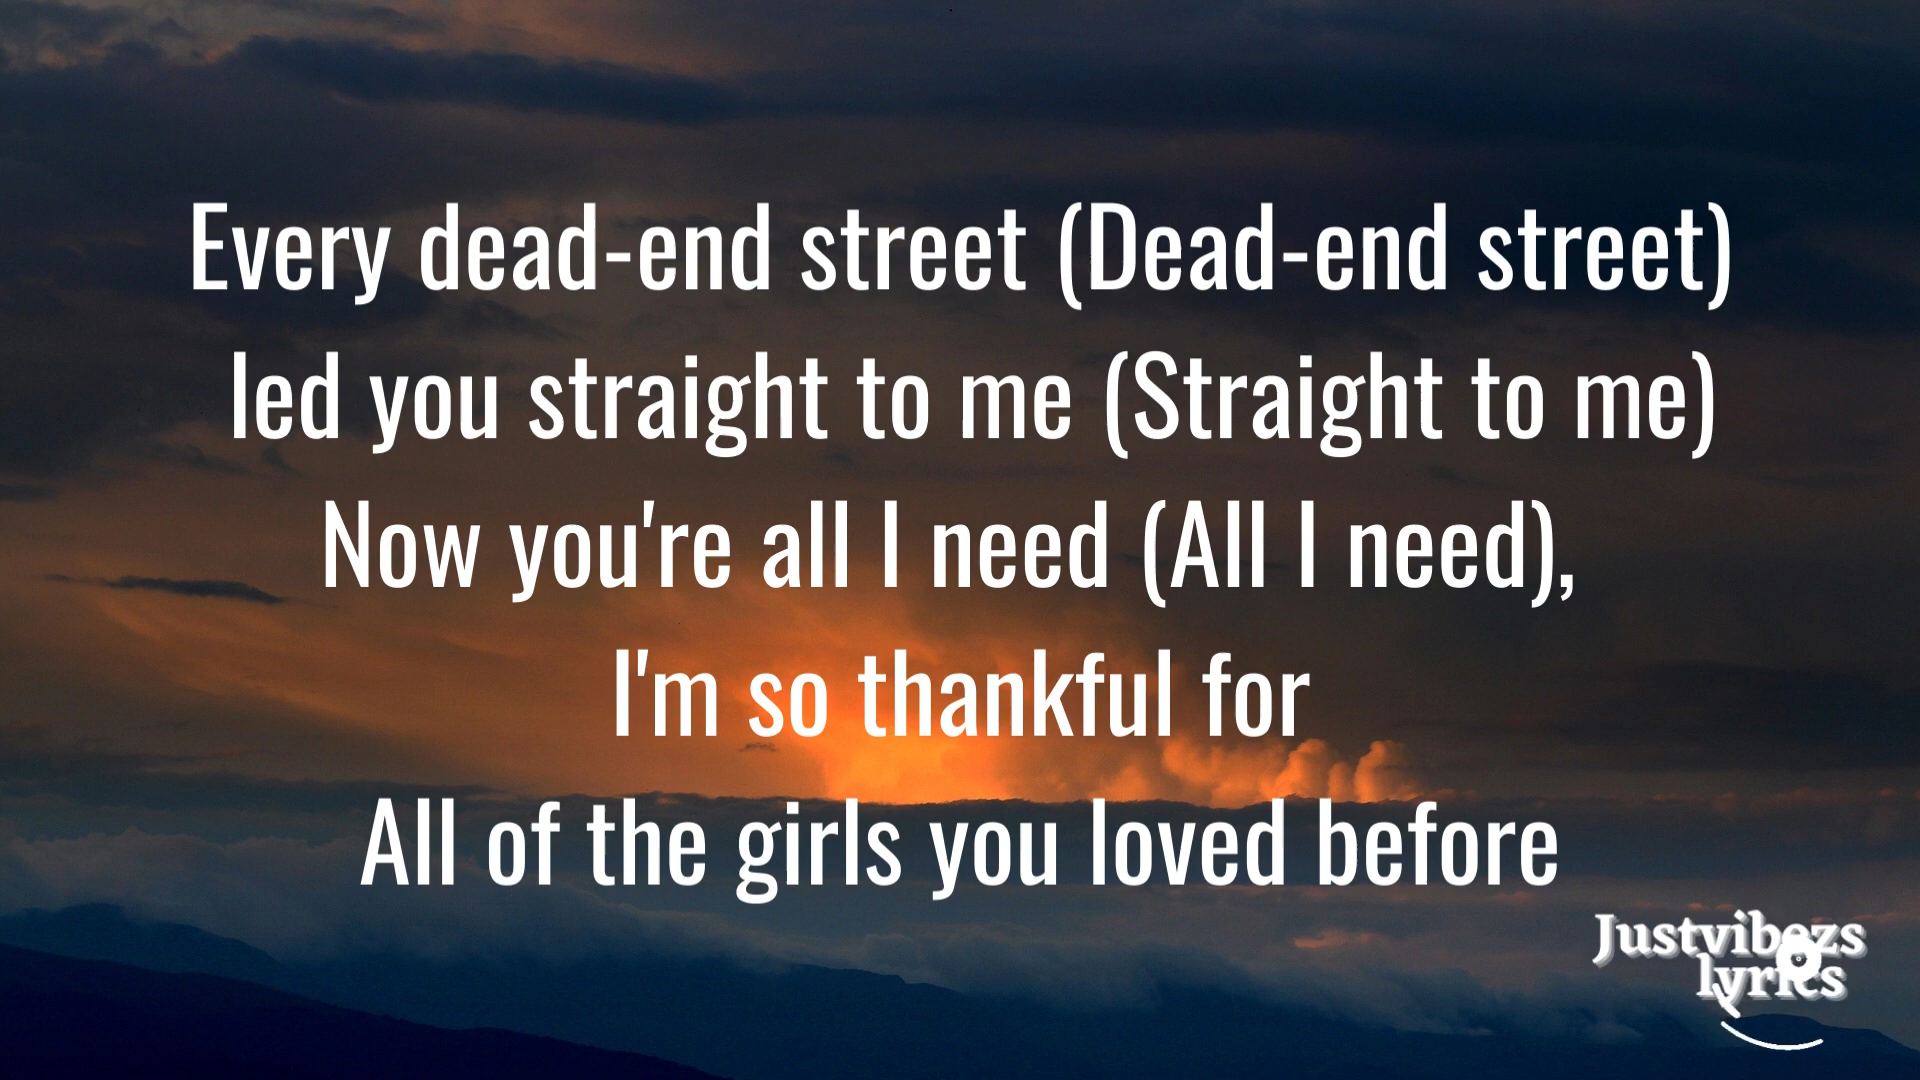 Every dead-end street (Dead-end street)
led you straight to me (Straight to me)
Now you're all I need (All I need),
I'm so thankful for
All of the girls you loved before
Justvibezs
lyrics